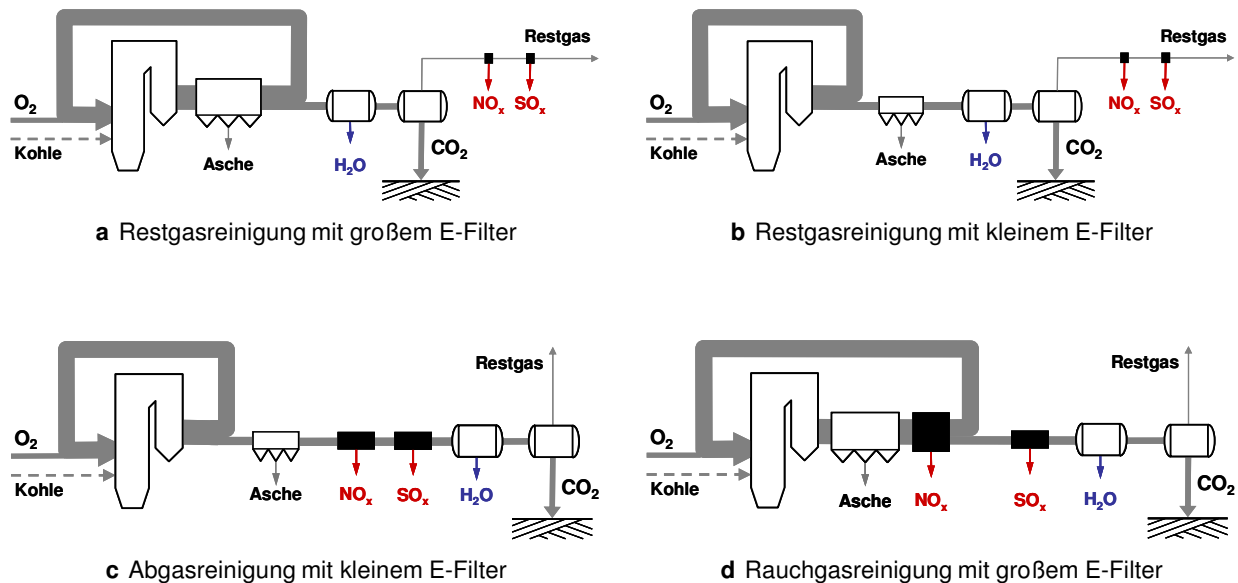 Restgas
O₂
NOₓ
SOₓ
Kohle
Asche
H₂O
CO₂
a Restgasreinigung mit großem E-Filter
Restgas
O₂
NOₓ
SOₓ
Kohle
Asche
H₂O
CO₂
b Restgasreinigung mit kleinem E-Filter
Restgas
O₂
Kohle
Asche
NOₓ
SOₓ
H₂O
CO₂
c Abgasreinigung mit kleinem E-Filter
Restgas
O₂
Kohle
Asche
NOₓ
SOₓ
H₂O
CO₂
d Rauchgasreinigung mit großem E-Filter